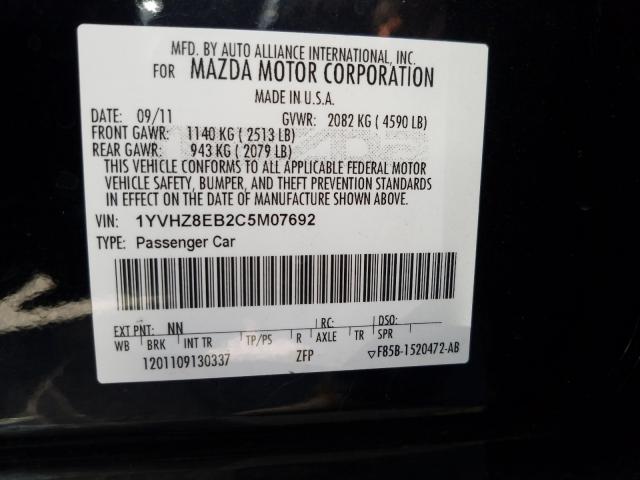 MFD. BY AUTO ALLIANCE INTERNATIONAL, INC.
FOR MAZDA MOTOR CORPORATION
MADE IN U.S.A.
DATE: 09/11 GVWR: 2082 KG ( 4590 LB)
FRONT GAWR: 1140 KG ( 2513 LB)
REAR GAWR: 943 KG ( 2079 LB)
THIS VEHICLE CONFORMS TO ALL APPLICABLE FEDERAL MOTOR
VEHICLE SAFETY, BUMPER, AND THEFT PREVENTION STANDARDS
IN EFFECT ON THE DATE OF MANUFACTURE SHOWN ABOVE.
VIN: 1YVHZ8EB2C5M07692
TYPE: Passenger Car
EXT PNT: NN RC: DSO:
WB BRK INT TR TP/PS R AXLE TR SPR
1201109130337 ZFP ▽F85B-1520472-AB